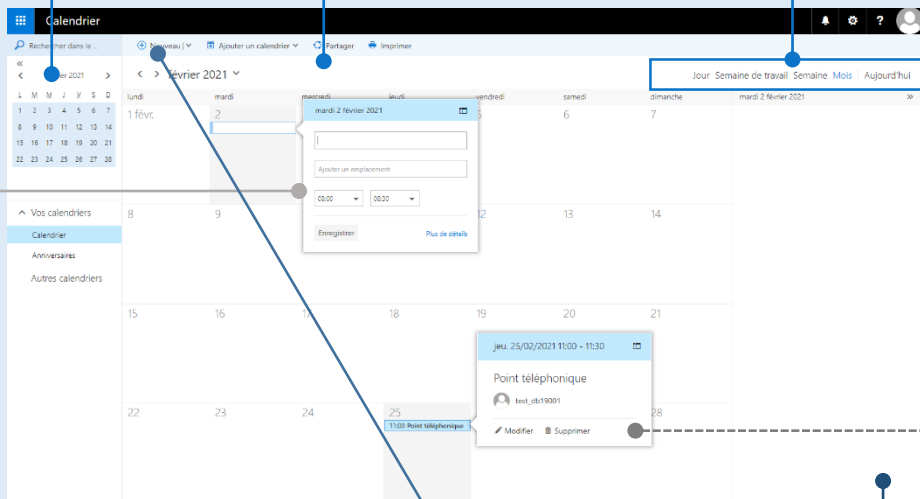 Calendrier
?
Rechercher dans le ...
Nouveau
Ajouter un calendrier
Partager
Imprimer
«
2021
février 2021
Jour Semaine de travail Semaine Mois Aujourd'hui
L M M J V S D
1 2 3 4 5 6 7
8 9 10 11 12 13 14
15 16 17 18 19 20 21
22 23 24 25 26 27 28
lundi mardi mercredi jeudi vendredi samedi dimanche mardi 2 février 2021 »
1 févr. 2 5 6 7
mardi 2 février 2021
Ajouter un emplacement
08:00 08:30
Enregistrer Plus de détails
Vos calendriers
Calendrier
Anniversaires
Autres calendriers
8 9 12 13 14
15 16 17 18 19 20 21
jeu. 25/02/2021 11:00 - 11:30
Point téléphonique
test_db19001
Modifier Supprimer
22 23 24 25 28
11:00 Point téléphonique